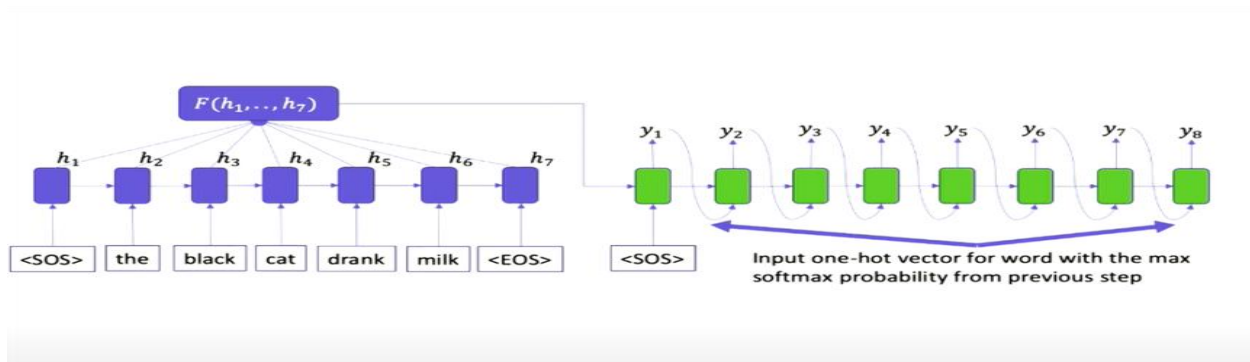 F(h₁,..,h₇)
h₁ h₂ h₃ h₄ h₅ h₆ h₇
y₁ y₂ y₃ y₄ y₅ y₆ y₇ y₈
<SOS> the black cat drank milk <EOS>
<SOS>
Input one-hot vector for word with the max
softmax probability from previous step